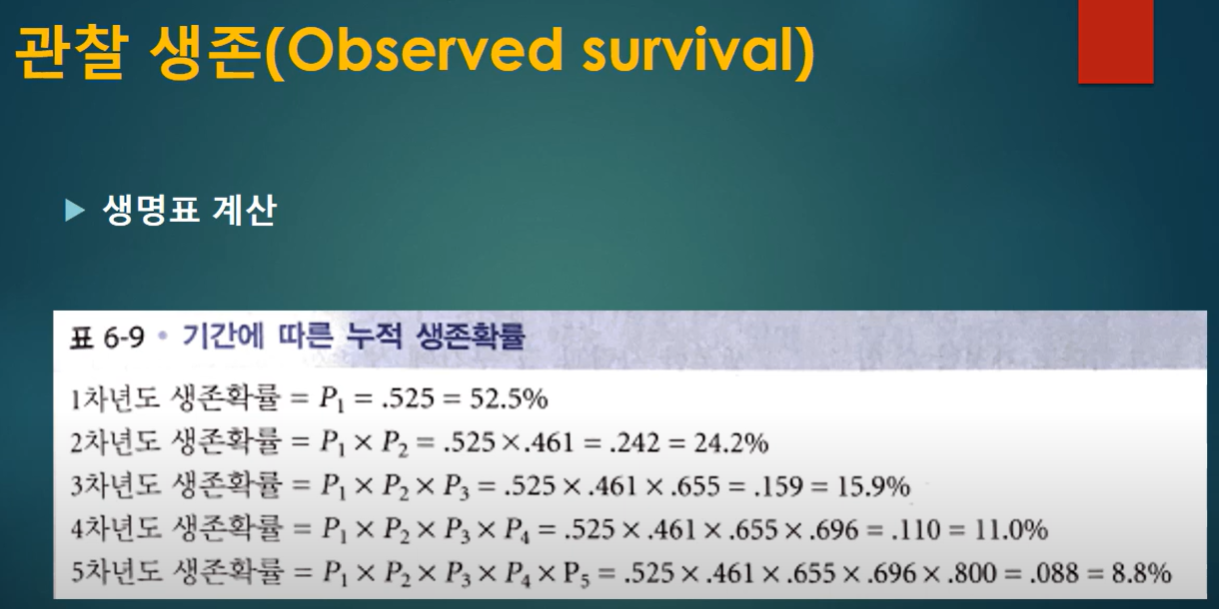 관찰 생존(Observed survival)
▶ 생명표 계산
표 6-9 • 기간에 따른 누적 생존확률
1차년도 생존확률 = P₁ = .525 = 52.5%
2차년도 생존확률 = P₁ × P₂ = .525 ×.461 = .242 = 24.2%
3차년도 생존확률 = P₁ × P₂ × P₃ = .525 × .461 × .655 = .159 = 15.9%
4차년도 생존확률 = P₁ × P₂ × P₃ × P₄ = .525 × .461 × .655 × .696 = .110 = 11.0%
5차년도 생존확률 = P₁ × P₂ × P₃ × P₄ × P₅ = .525 × .461 × .655 × .696 × .800 = .088 = 8.8%